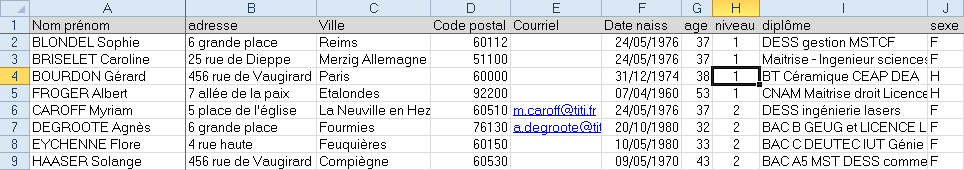 A B C D E F G H I J
1 Nom prénom adresse Ville Code postal Courriel Date naiss age niveau diplôme sexe
2 BLONDEL Sophie 6 grande place Reims 60112 24/05/1976 37 1 DESS gestion MSTCF F
3 BRISELET Caroline 25 rue de Dieppe Merzig Allemagne 51100 24/05/1976 37 1 Maitrise - Ingenieur sciences F
4 BOURDON Gérard 456 rue de Vaugirard Paris 60000 31/12/1974 38 1 BT Céramique CEAP DEA H
5 FROGER Albert 7 allée de la paix Etalondes 92200 07/04/1960 53 1 CNAM Maitrise droit Licence H
6 CAROFF Myriam 5 place de l'église La Neuville en Hez 60510 m.caroff@titi.fr 24/05/1976 37 2 DESS ingénierie lasers F
7 DEGROOTE Agnès 6 grande place Fourmies 76130 a.degroote@tit 20/10/1980 32 2 BAC B GEUG et LICENCE L F
8 EYCHENNE Flore 4 rue haute Feuquières 60150 10/05/1980 33 2 BAC C DEUTEC IUT Génie F
9 HAASER Solange 456 rue de Vaugirard Compiègne 60530 09/05/1970 43 2 BAC A5 MST DESS comme F